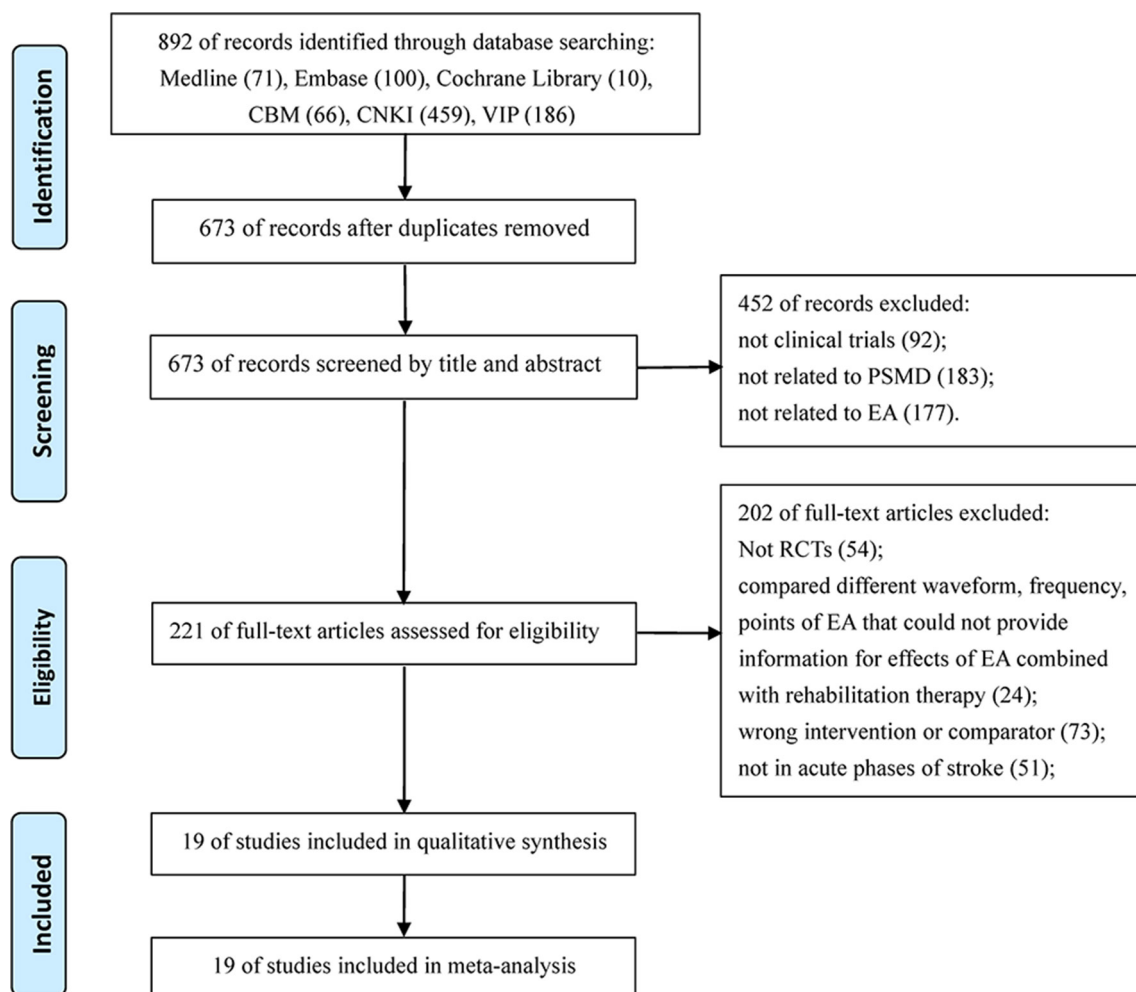 Identification
892 of records identified through database searching:
Medline (71), Embase (100), Cochrane Library (10),
CBM (66), CNKI (459), VIP (186)
673 of records after duplicates removed
Screening
673 of records screened by title and abstract
452 of records excluded:
not clinical trials (92);
not related to PSMD (183);
not related to EA (177).
Eligibility
221 of full-text articles assessed for eligibility
202 of full-text articles excluded:
Not RCTs (54);
compared different waveform, frequency,
points of EA that could not provide
information for effects of EA combined
with rehabilitation therapy (24);
wrong intervention or comparator (73);
not in acute phases of stroke (51);
Included
19 of studies included in qualitative synthesis
19 of studies included in meta-analysis